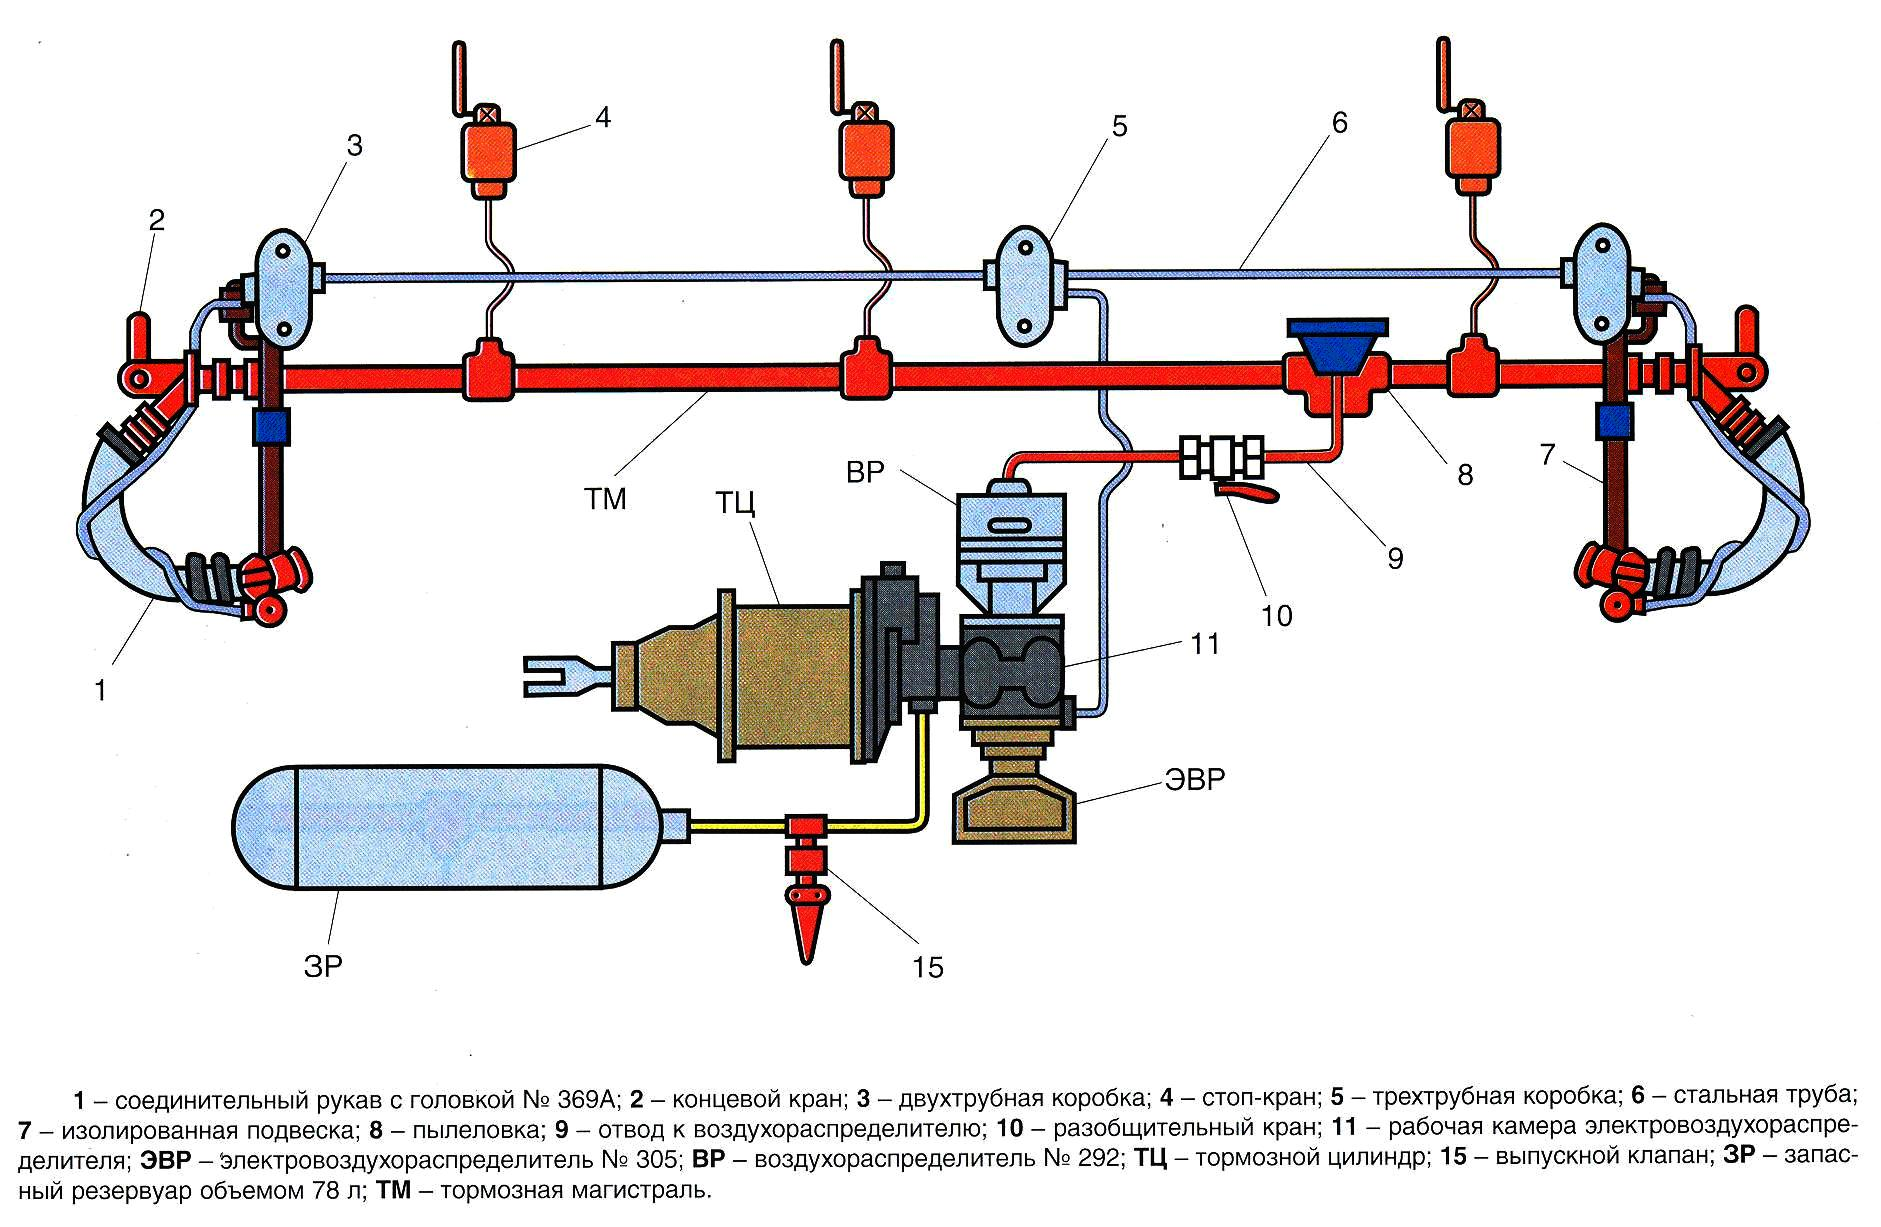 4
5
6
3
2
7
8
ВР
ТМ
ТЦ
9
10
11
1
ЭВР
ЗР
15
1 – соединительный рукав с головкой № 369А; 2 – концевой кран; 3 – двухтрубная коробка; 4 – стоп-кран; 5 – трехтрубная коробка; 6 – стальная труба;
7 – изолированная подвеска; 8 – пылеловка; 9 – отвод к воздухораспределителю; 10 – разобщительный кран; 11 – рабочая камера электровоздухораспре-
делителя; ЭВР – электровоздухораспределитель № 305; ВР – воздухораспределитель № 292; ТЦ – тормозной цилиндр; 15 – выпускной клапан; ЗР – запас-
ный резервуар объемом 78 л; ТМ – тормозная магистраль.